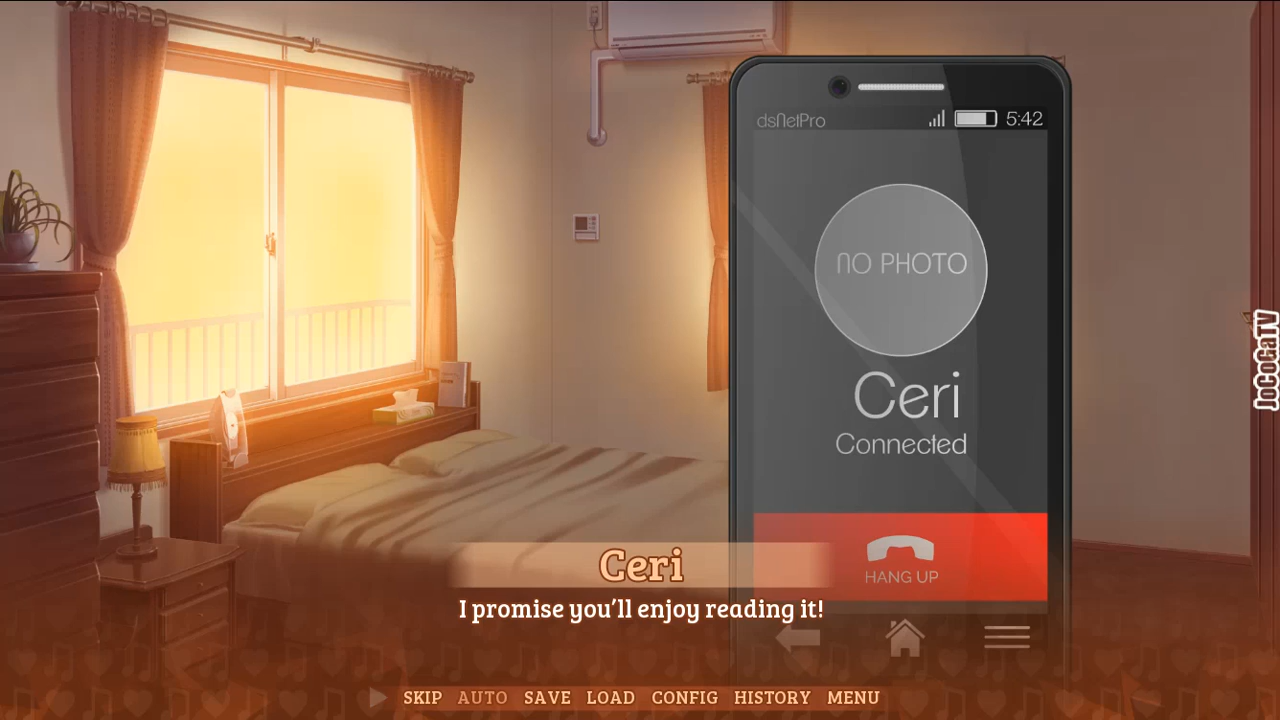 dsNetPro 5:42
NO PHOTO
Ceri
Connected
HANG UP
Ceri
I promise you'll enjoy reading it!
SKIP AUTO SAVE LOAD CONFIG HISTORY MENU
JoCoGaTV